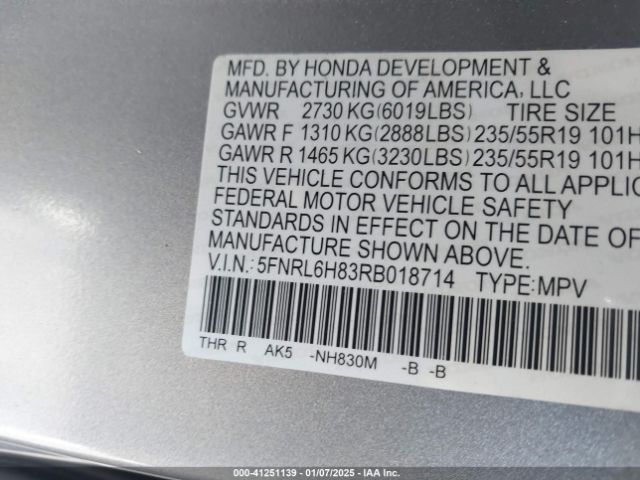 MFD. BY HONDA DEVELOPMENT &
MANUFACTURING OF AMERICA, LLC
GVWR 2730 KG(6019LBS) TIRE SIZE
GAWR F 1310 KG(2888LBS) 235/55R19 101H
GAWR R 1465 KG(3230LBS) 235/55R19 101H
THIS VEHICLE CONFORMS TO ALL APPLIC
FEDERAL MOTOR VEHICLE SAFETY
STANDARDS IN EFFECT ON THE DATE OF
MANUFACTURE SHOWN ABOVE.
V.I.N.: 5FNRL6H83RB018714 TYPE:MPV
THR R AK5 -NH830M -B -B
000-41251139 - 01/07/2025 - IAA Inc.